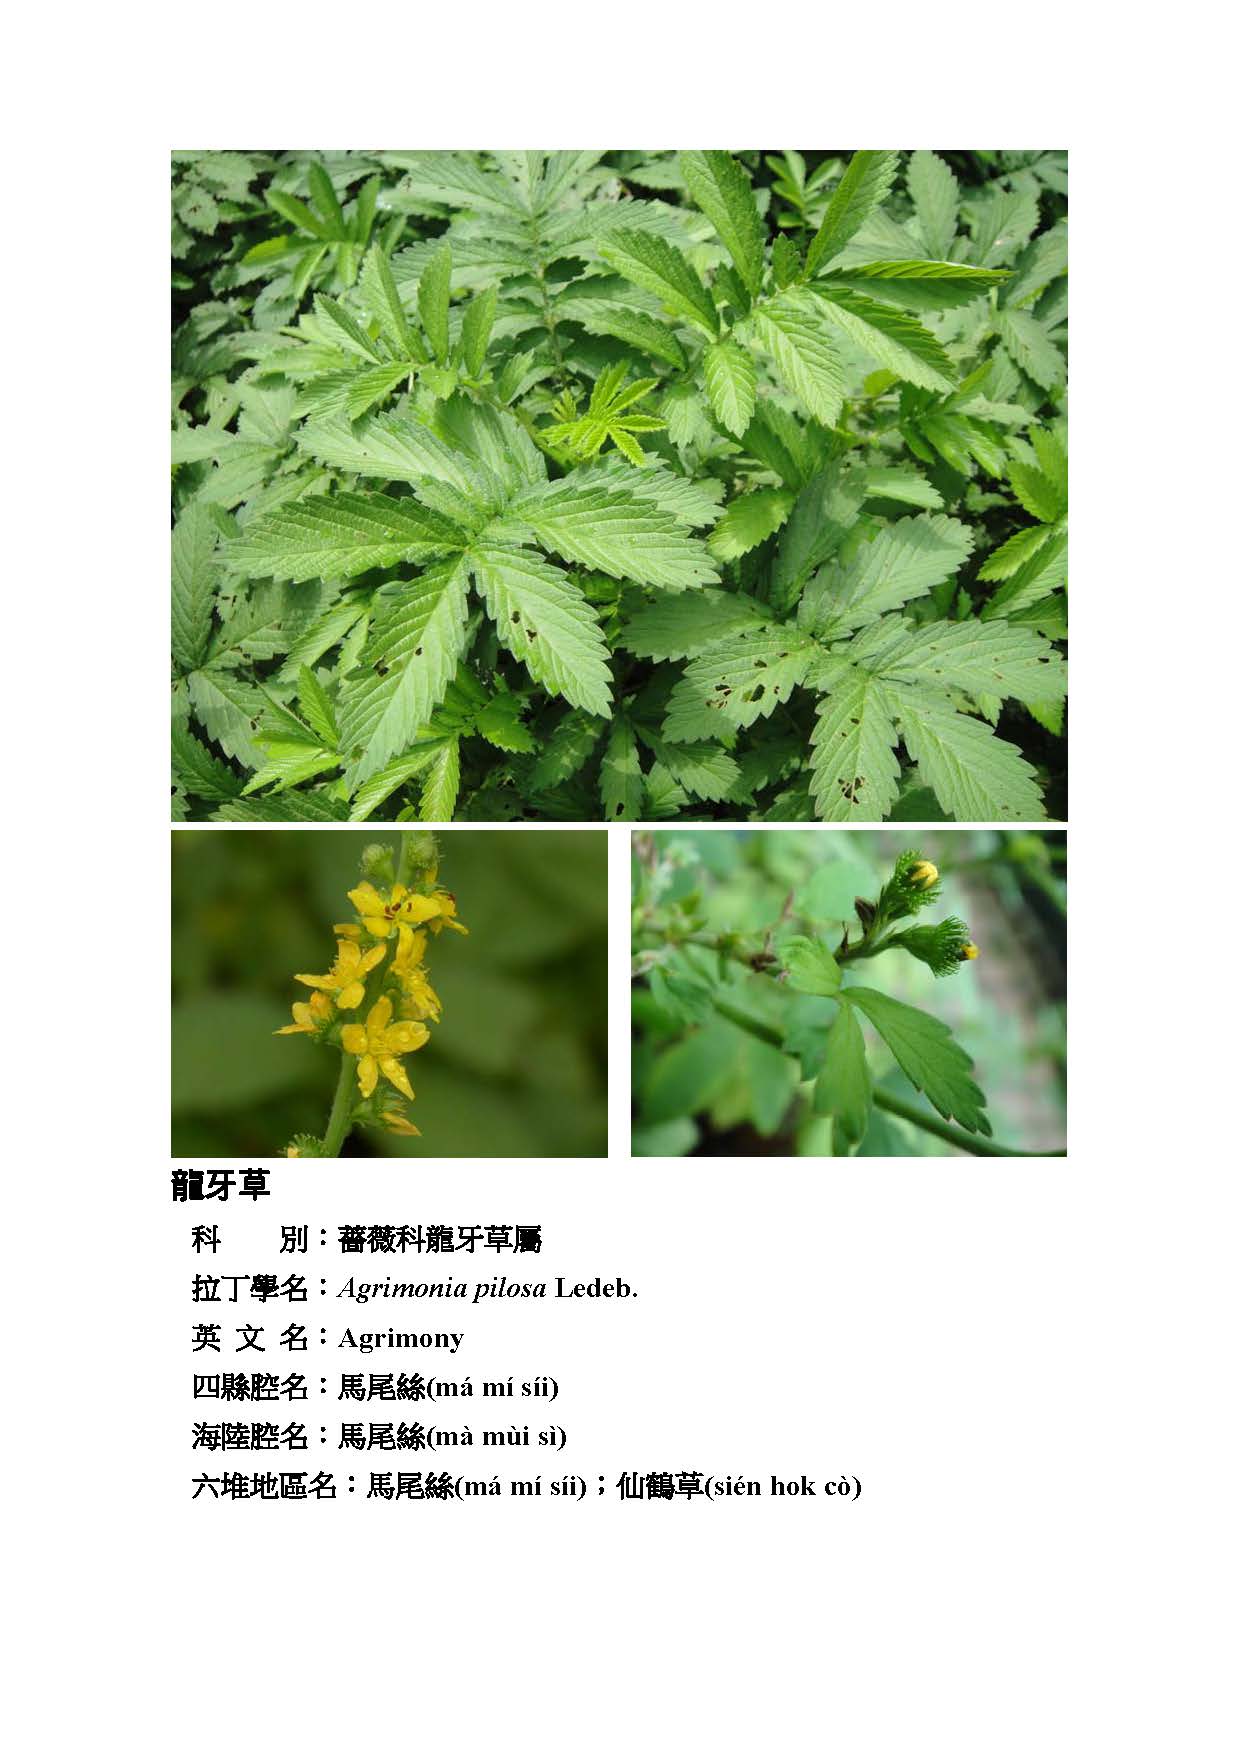 龍牙草
科　　別：薔薇科龍牙草屬
拉丁學名：Agrimonia pilosa Ledeb.
英 文 名：Agrimony
四縣腔名：馬尾絲(má mí síi)
海陸腔名：馬尾絲(mà mùi sì)
六堆地區名：馬尾絲(má mí síi)；仙鶴草(sién hok cò)